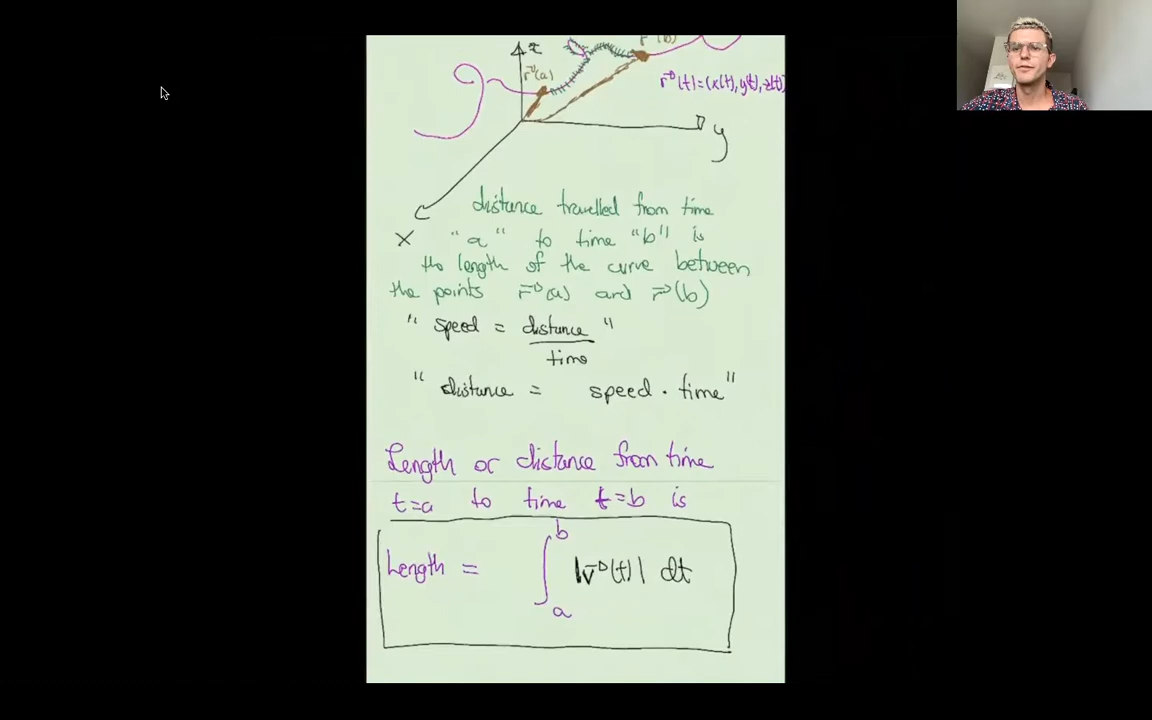 z
r⃗(a)
r⃗(b)
r⃗(t)=(x(t),y(t),z(t))
y
x
distance travelled from time
"a" to time "b" is
the length of the curve between
the points r⃗(a) and r⃗(b)
" speed = distance "
time
" distance = speed · time "
Length or distance from time
t=a to time t=b is
b
Length = ∫ |v⃗(t)| dt
a